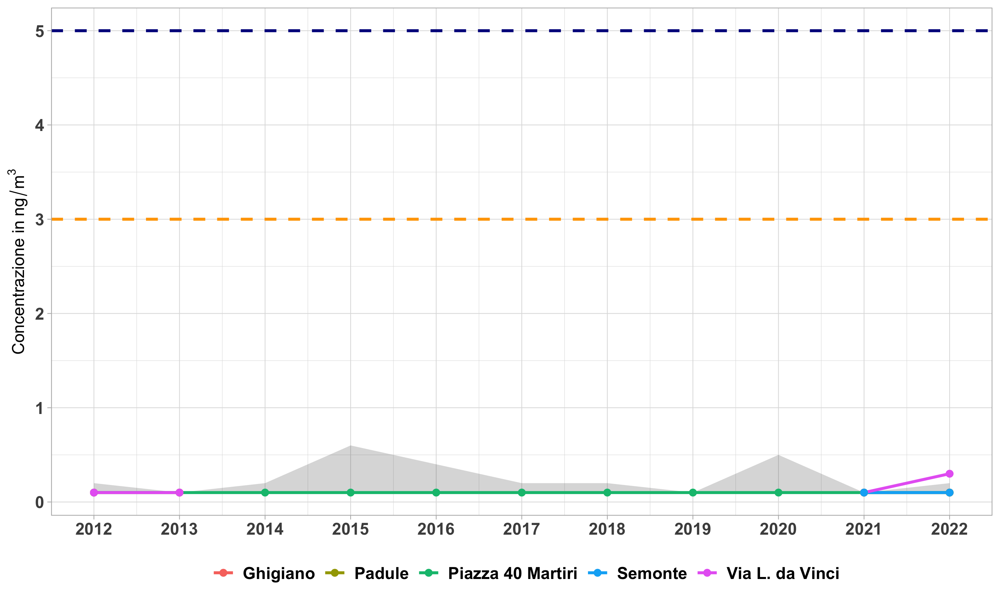 Concentrazione in ng/m³
5
4
3
2
1
0
2012 2013 2014 2015 2016 2017 2018 2019 2020 2021 2022
Ghigiano Padule Piazza 40 Martiri Semonte Via L. da Vinci